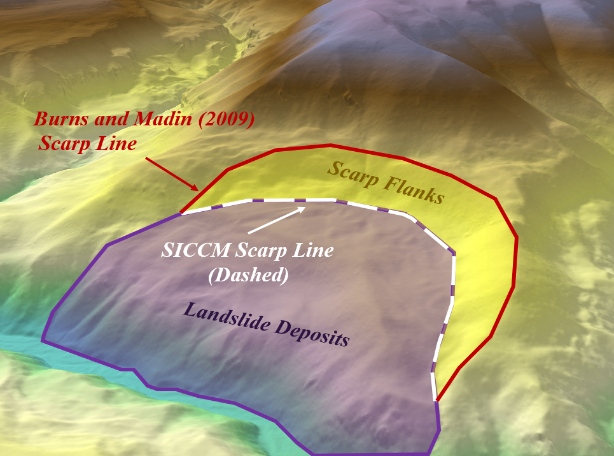 Burns and Madin (2009)
Scarp Line
Scarp Flanks
SICCM Scarp Line
(Dashed)
Landslide Deposits